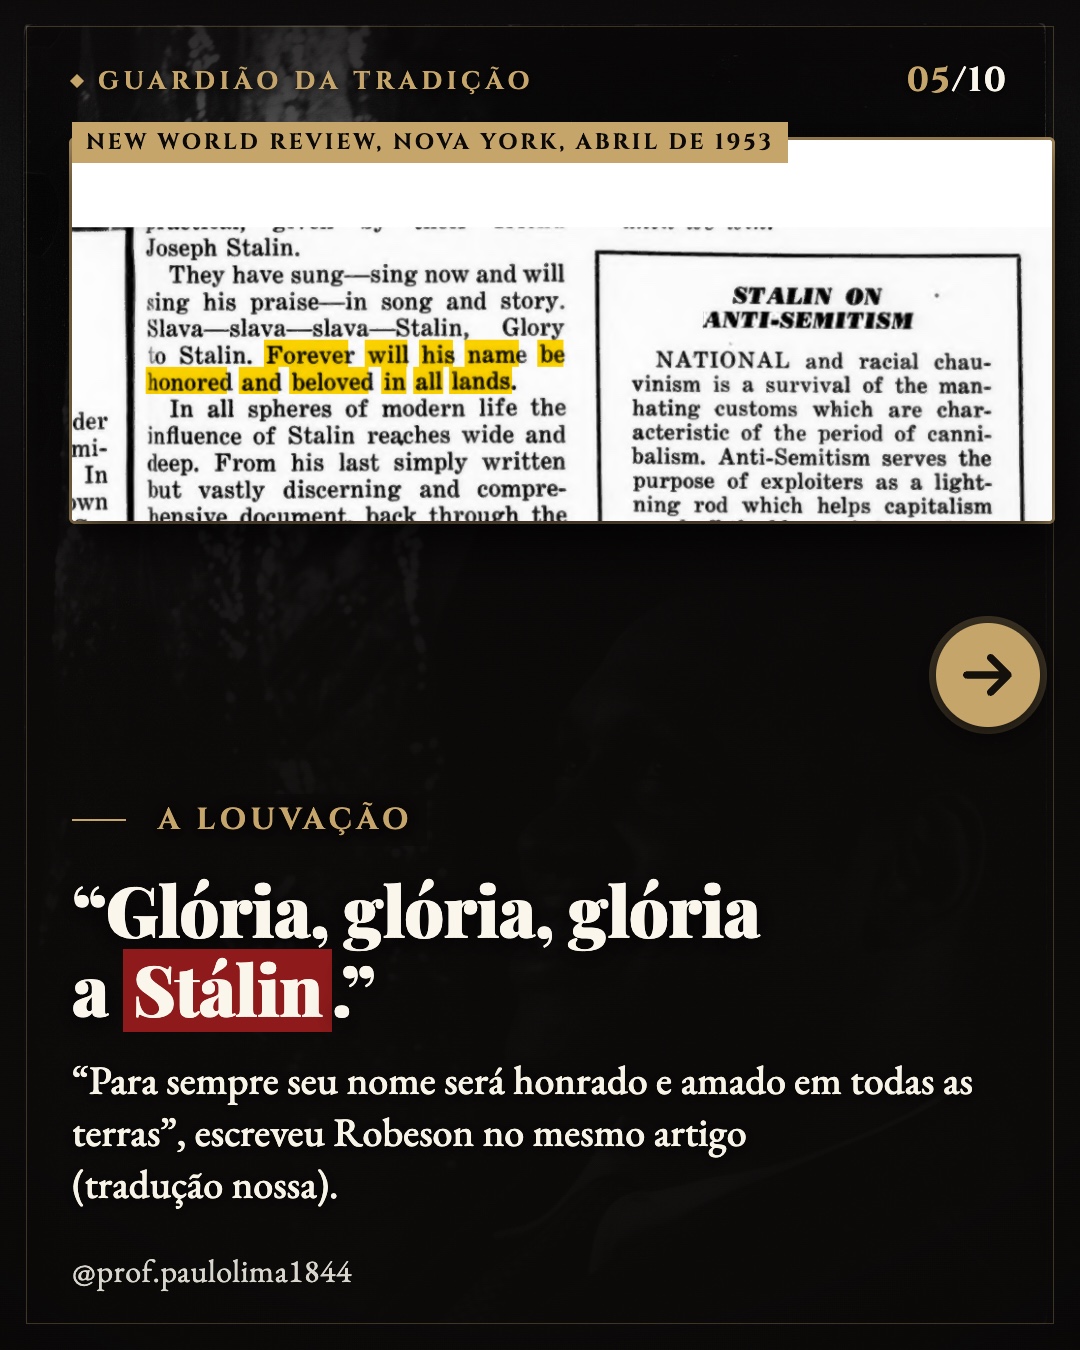 GUARDIÃO DA TRADIÇÃO
05/10
NEW WORLD REVIEW, NOVA YORK, ABRIL DE 1953
Joseph Stalin.
They have sung—sing now and will
sing his praise—in song and story.
Slava—slava—slava—Stalin, Glory
to Stalin. Forever will his name be
honored and beloved in all lands.
In all spheres of modern life the
influence of Stalin reaches wide and
deep. From his last simply written
but vastly discerning and compre-
hensive document, back through the
der
mi-
In
own
STALIN ON
ANTI-SEMITISM
NATIONAL and racial chau-
vinism is a survival of the man-
hating customs which are char-
acteristic of the period of canni-
balism. Anti-Semitism serves the
purpose of exploiters as a light-
ning rod which helps capitalism
A LOUVAÇÃO
“Glória, glória, glória
a Stálin.”
“Para sempre seu nome será honrado e amado em todas as
terras”, escreveu Robeson no mesmo artigo
(tradução nossa).
@prof.paulolima1844